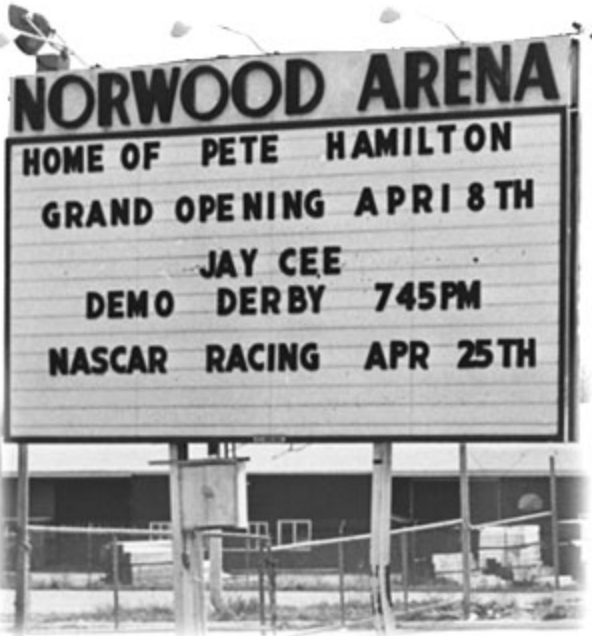 NORWOOD ARENA
HOME OF PETE HAMILTON
GRAND OPENING APRI 8TH
JAY CEE
DEMO DERBY 745PM
NASCAR RACING APR 25TH